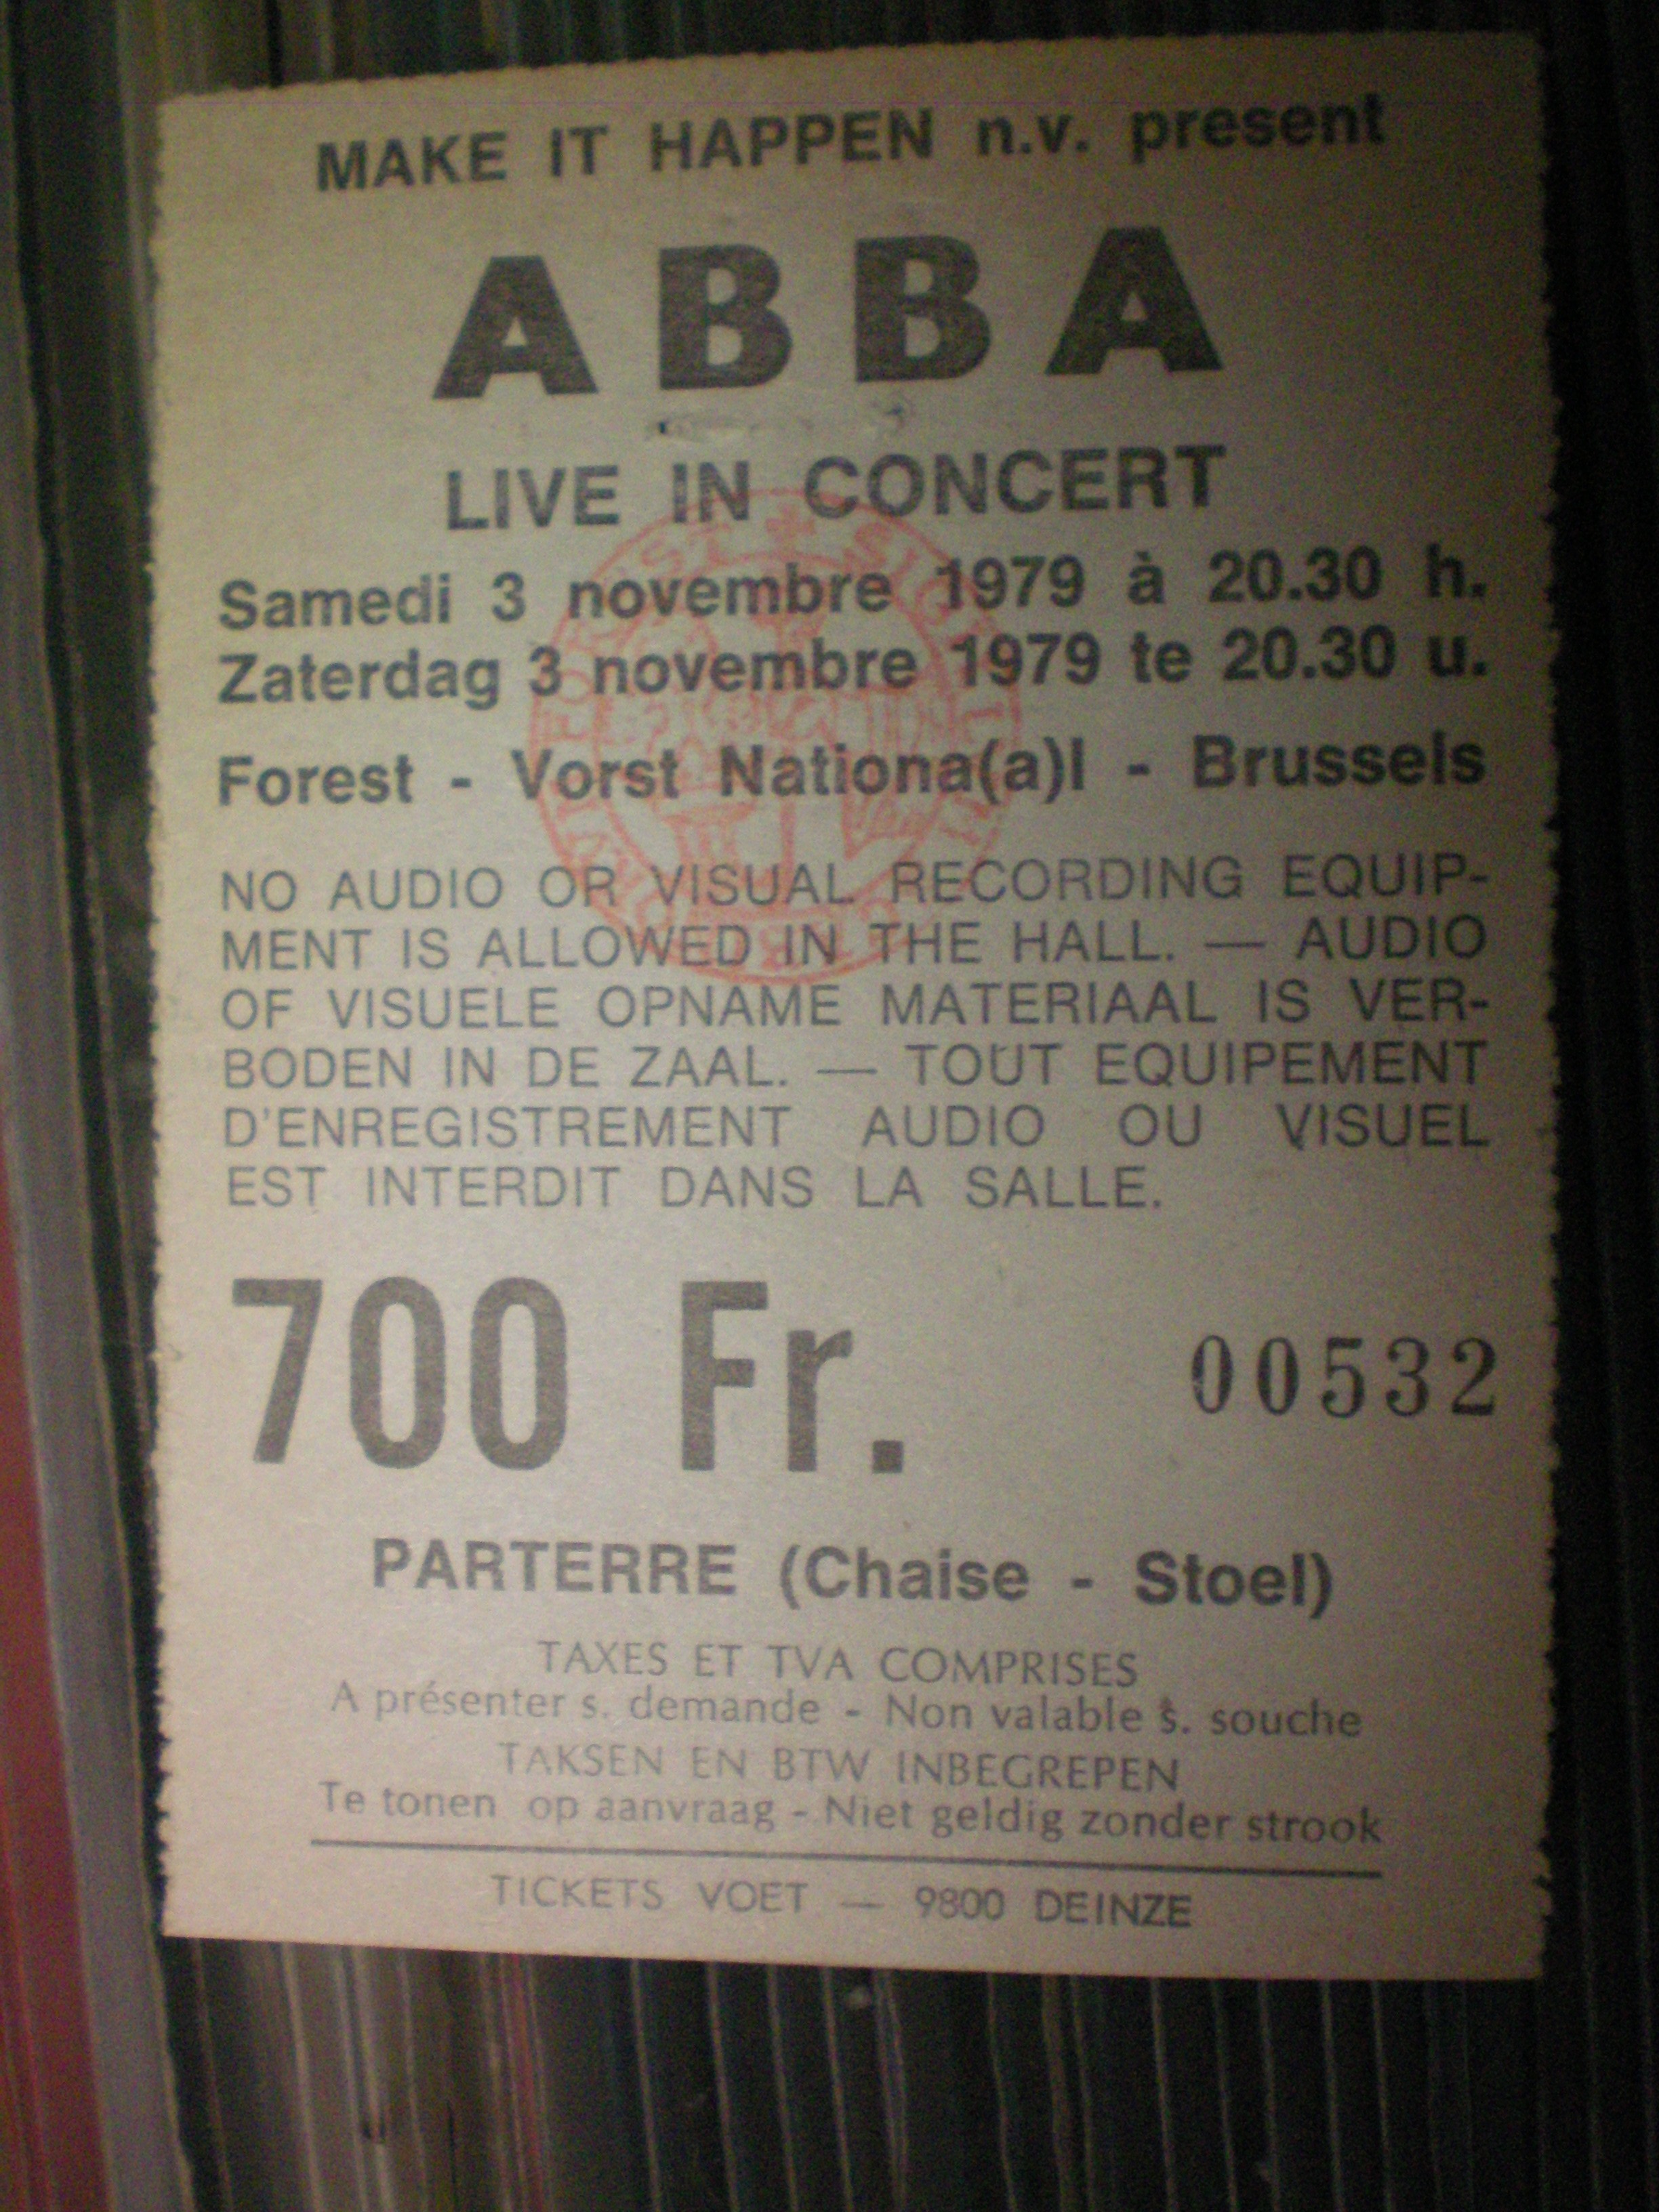 MAKE IT HAPPEN n.v. present
ABBA
LIVE IN CONCERT
Samedi 3 novembre 1979 à 20.30 h.
Zaterdag 3 novembre 1979 te 20.30 u.
Forest - Vorst Nationa(a)l - Brussels
NO AUDIO OR VISUAL RECORDING EQUIP-
MENT IS ALLOWED IN THE HALL. — AUDIO
OF VISUELE OPNAME MATERIAAL IS VER-
BODEN IN DE ZAAL. — TOUT EQUIPEMENT
D'ENREGISTREMENT AUDIO OU VISUEL
EST INTERDIT DANS LA SALLE.
700 Fr.
00532
PARTERRE (Chaise - Stoel)
TAXES ET TVA COMPRISES
A présenter s. demande - Non valable s. souche
TAKSEN EN BTW INBEGREPEN
Te tonen op aanvraag - Niet geldig zonder strook
TICKETS VOET — 9800 DEINZE